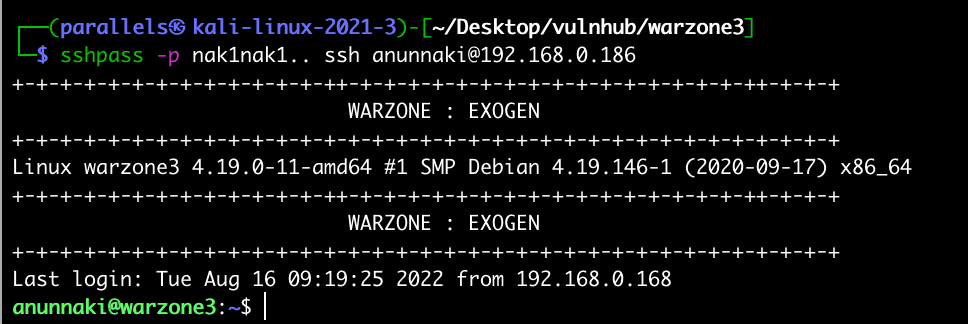 ┌──(parallels㉿kali-linux-2021-3)-[~/Desktop/vulnhub/warzone3]
└─$ sshpass -p nak1nak1.. ssh anunnaki@192.168.0.186
+-+-+-+-+-+-+-+-+-+-++-+-+-+-+-+-+-+-+-+-+-+-+-+-+-+-+-+-++-+-+-+-+-+
WARZONE : EXOGEN
+-+-+-+-+-+-+-+-+-+-++-+-+-+-+-+-+-+-+-+-+-+-+-+-+-+-+-+-++-+-+-+-+-+
Linux warzone3 4.19.0-11-amd64 #1 SMP Debian 4.19.146-1 (2020-09-17) x86_64
+-+-+-+-+-+-+-+-+-+-++-+-+-+-+-+-+-+-+-+-+-+-+-+-+-+-+-+-++-+-+-+-+-+
WARZONE : EXOGEN
+-+-+-+-+-+-+-+-+-+-++-+-+-+-+-+-+-+-+-+-+-+-+-+-+-+-+-+-++-+-+-+-+-+
Last login: Tue Aug 16 09:19:25 2022 from 192.168.0.168
anunnaki@warzone3:~$